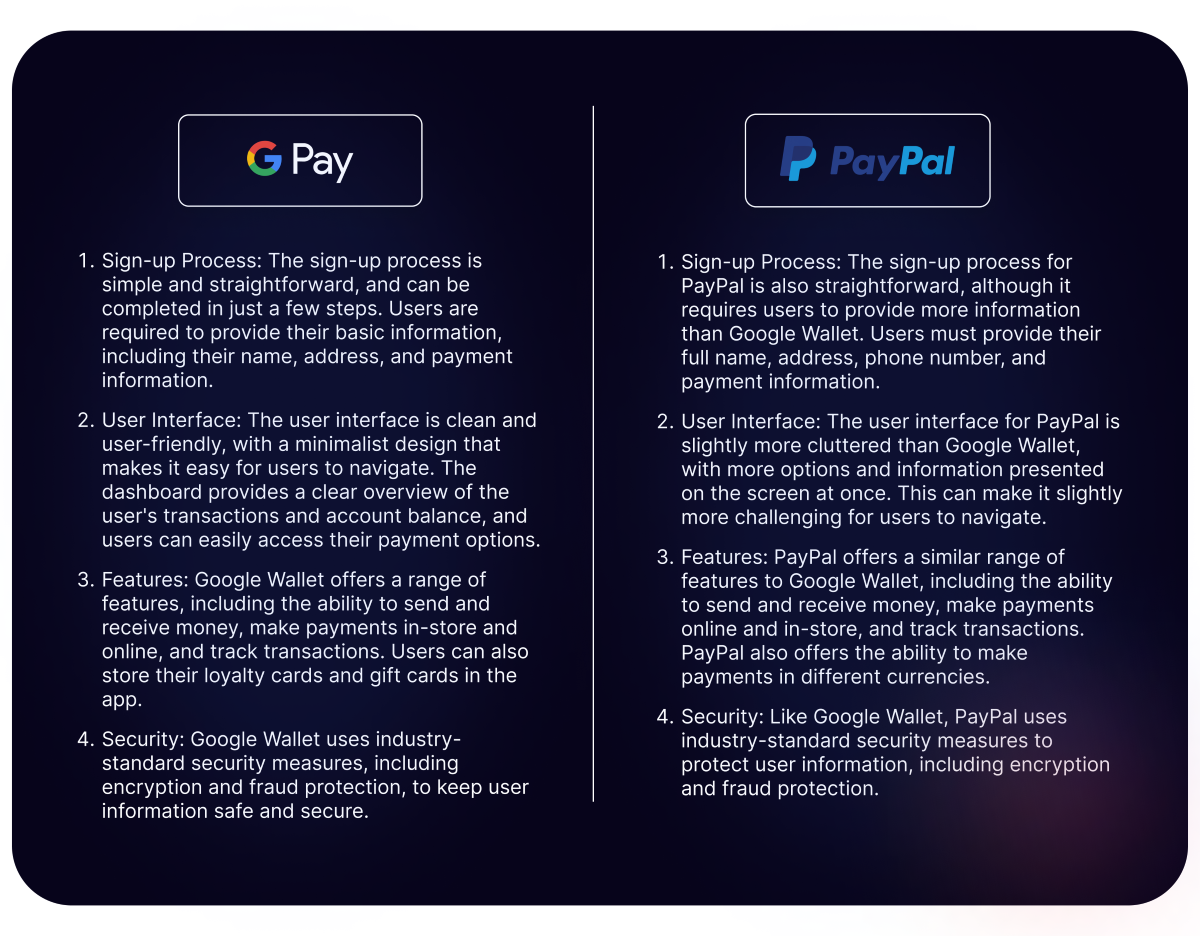 G Pay
1. Sign-up Process: The sign-up process is
simple and straightforward, and can be
completed in just a few steps. Users are
required to provide their basic information,
including their name, address, and payment
information.
2. User Interface: The user interface is clean and
user-friendly, with a minimalist design that
makes it easy for users to navigate. The
dashboard provides a clear overview of the
user's transactions and account balance, and
users can easily access their payment options.
3. Features: Google Wallet offers a range of
features, including the ability to send and
receive money, make payments in-store and
online, and track transactions. Users can also
store their loyalty cards and gift cards in the
app.
4. Security: Google Wallet uses industry-
standard security measures, including
encryption and fraud protection, to keep user
information safe and secure.
PayPal
1. Sign-up Process: The sign-up process for
PayPal is also straightforward, although it
requires users to provide more information
than Google Wallet. Users must provide their
full name, address, phone number, and
payment information.
2. User Interface: The user interface for PayPal is
slightly more cluttered than Google Wallet,
with more options and information presented
on the screen at once. This can make it slightly
more challenging for users to navigate.
3. Features: PayPal offers a similar range of
features to Google Wallet, including the ability
to send and receive money, make payments
online and in-store, and track transactions.
PayPal also offers the ability to make
payments in different currencies.
4. Security: Like Google Wallet, PayPal uses
industry-standard security measures to
protect user information, including encryption
and fraud protection.